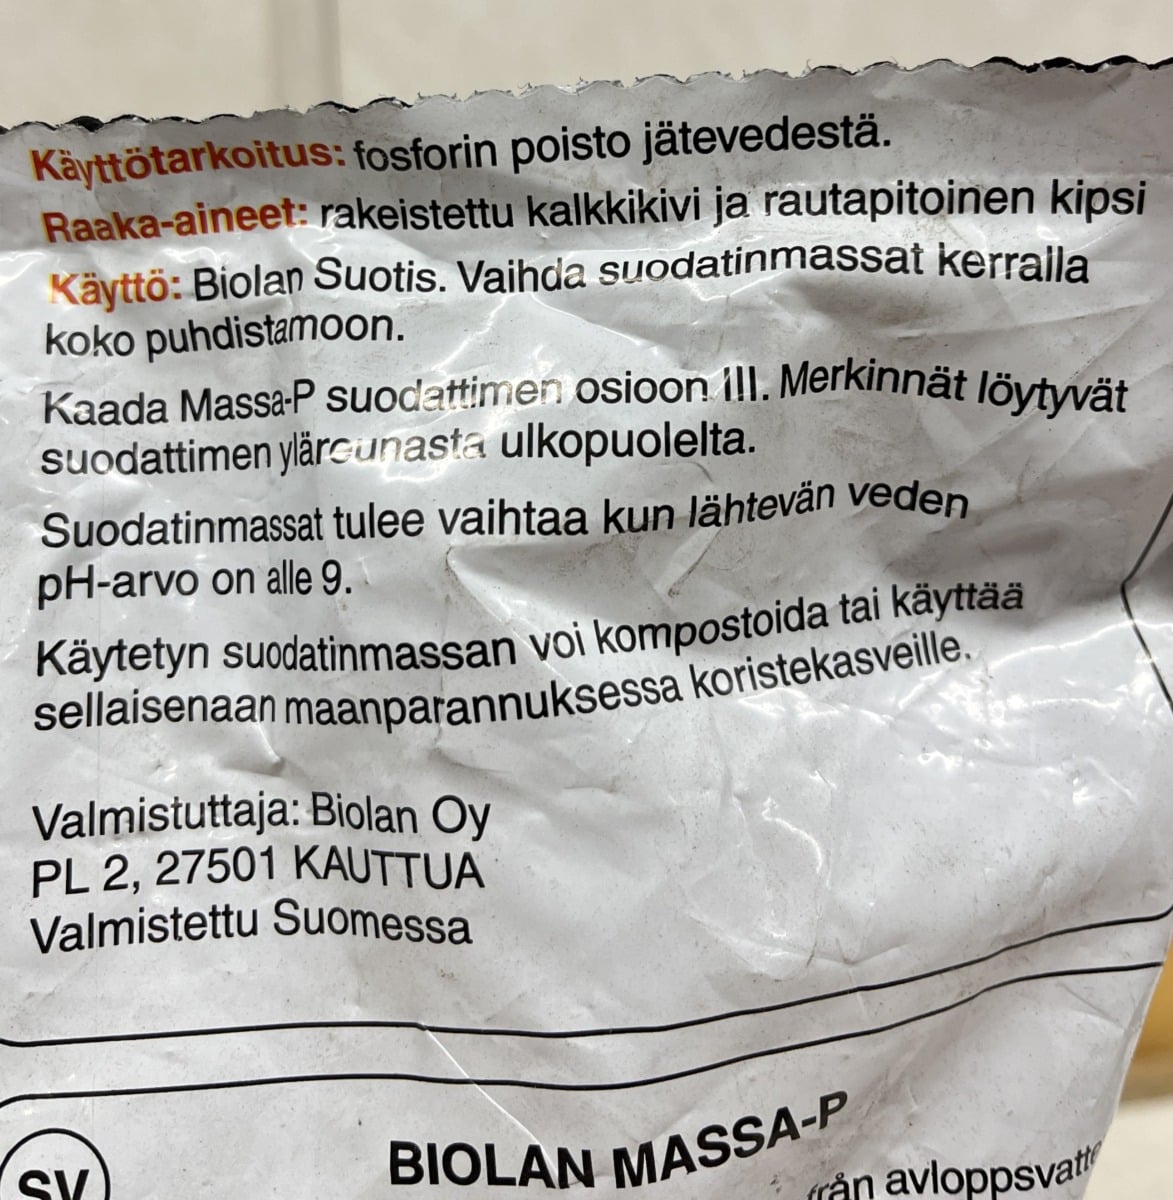 Käyttötarkoitus: fosforin poisto jätevedestä.
Raaka-aineet: rakeistettu kalkkikivi ja rautapitoinen kipsi
Käyttö: Biolan Suotis. Vaihda suodatinmassat kerralla
koko puhdistamoon.
Kaada Massa-P suodattimen osioon III. Merkinnät löytyvät
suodattimen yläreunasta ulkopuolelta.
Suodatinmassat tulee vaihtaa kun lähtevän veden
pH-arvo on alle 9.
Käytetyn suodatinmassan voi kompostoida tai käyttää
sellaisenaan maanparannuksessa koristekasveille.
Valmistuttaja: Biolan Oy
PL 2, 27501 KAUTTUA
Valmistettu Suomessa
SV
BIOLAN MASSA-P
från avloppsvatte